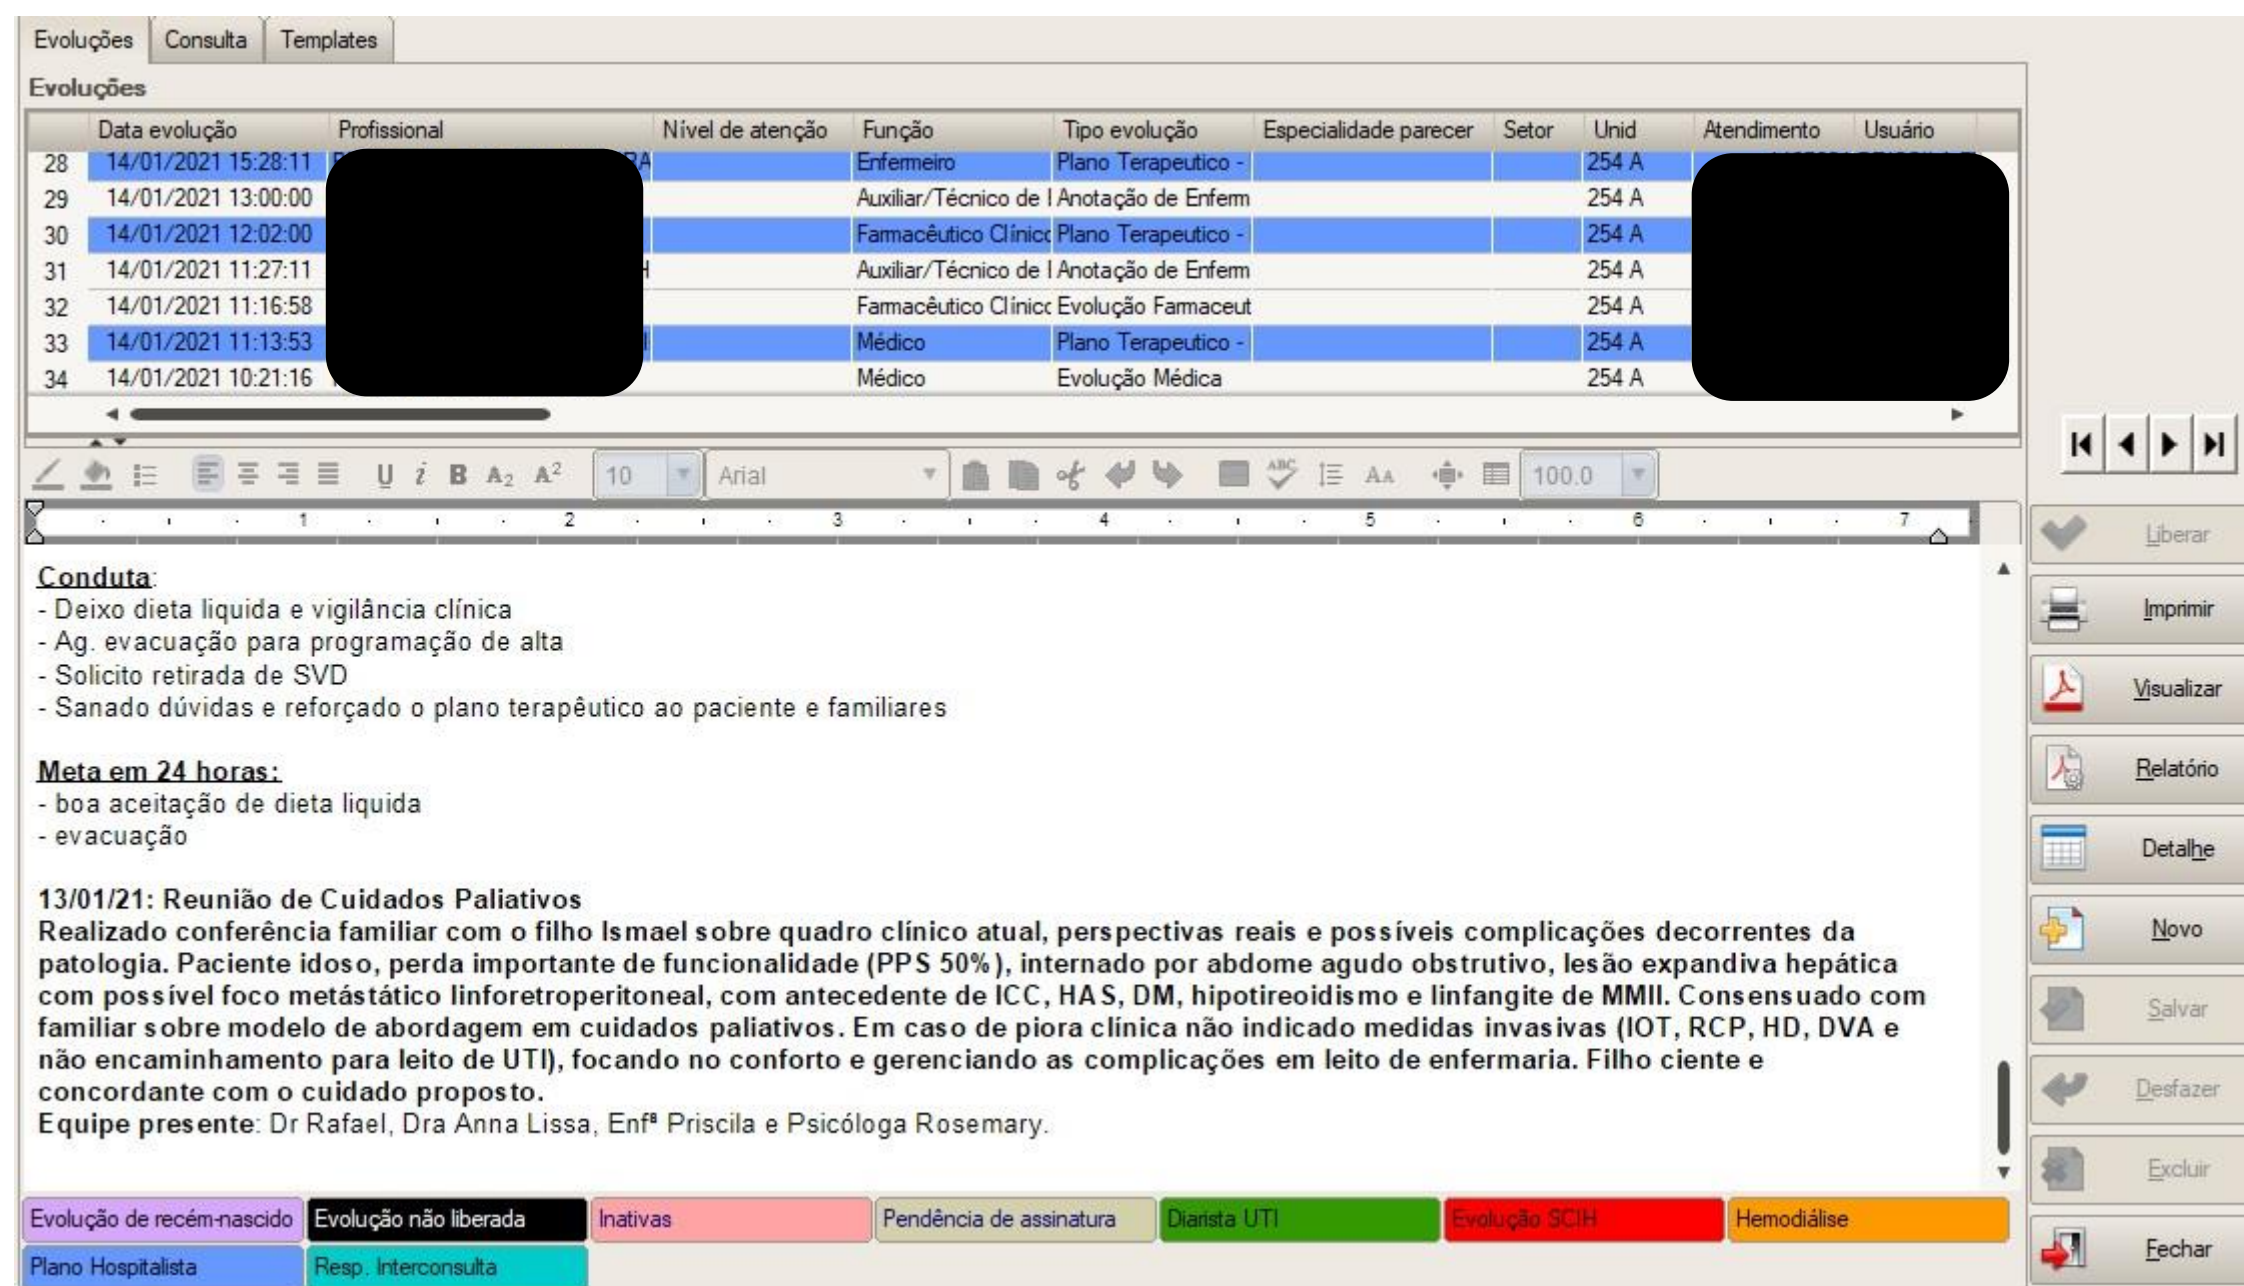 Evoluções Consulta Templates
Evoluções
Data evolução Profissional Nível de atenção Função Tipo evolução Especialidade parecer Setor Unid Atendimento Usuário
28 14/01/2021 15:28:11 RA Enfermeiro Plano Terapeutico - 254 A
29 14/01/2021 13:00:00 Auxiliar/Técnico de Anotação de Enferm 254 A
30 14/01/2021 12:02:00 Farmacêutico Clínico Plano Terapeutico - 254 A
31 14/01/2021 11:27:11 H Auxiliar/Técnico de Anotação de Enferm 254 A
32 14/01/2021 11:16:58 Farmacêutico Clínico Evolução Farmaceut 254 A
33 14/01/2021 11:13:53 Médico Plano Terapeutico - 254 A
34 14/01/2021 10:21:16 Médico Evolução Médica 254 A
U i B A2 A2 10 Arial ABC AA 100.0
1 2 3 4 5 6 7
Conduta:
- Deixo dieta liquida e vigilância clínica
- Ag. evacuação para programação de alta
- Solicito retirada de SVD
- Sanado dúvidas e reforçado o plano terapêutico ao paciente e familiares
Meta em 24 horas:
- boa aceitação de dieta liquida
- evacuação
13/01/21: Reunião de Cuidados Paliativos
Realizado conferência familiar com o filho Ismael sobre quadro clínico atual, perspectivas reais e possíveis complicações decorrentes da
patologia. Paciente idoso, perda importante de funcionalidade (PPS 50%), internado por abdome agudo obstrutivo, lesão expandiva hepática
com possível foco metástático linforetroperitoneal, com antecedente de ICC, HAS, DM, hipotireoidismo e linfangite de MMII. Consensuado com
familiar sobre modelo de abordagem em cuidados paliativos. Em caso de piora clínica não indicado medidas invasivas (IOT, RCP, HD, DVA e
não encaminhamento para leito de UTI), focando no conforto e gerenciando as complicações em leito de enfermaria. Filho ciente e
concordante com o cuidado proposto.
Equipe presente: Dr Rafael, Dra Anna Lissa, Enfª Priscila e Psicóloga Rosemary.
Evolução de recém-nascido Evolução não liberada Inativas Pendência de assinatura Diarista UTI Evolução SCIH Hemodiálise
Plano Hospitalista Resp. Interconsulta
Liberar
Imprimir
Visualizar
Relatório
Detalhe
Novo
Salvar
Desfazer
Excluir
Fechar